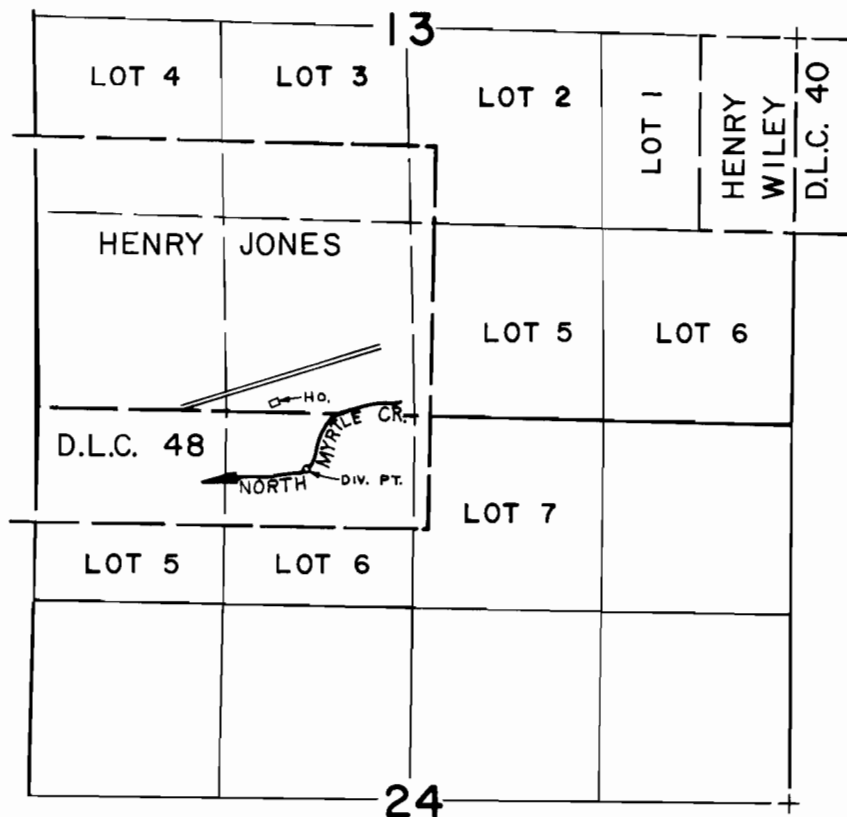 13
LOT 4
LOT 3
LOT 2
LOT 1
HENRY
WILEY
D.L.C. 40
HENRY JONES
LOT 5
LOT 6
HO.
D.L.C. 48
NORTH
MYRTLE CR.
DIV. PT.
LOT 7
LOT 5
LOT 6
24